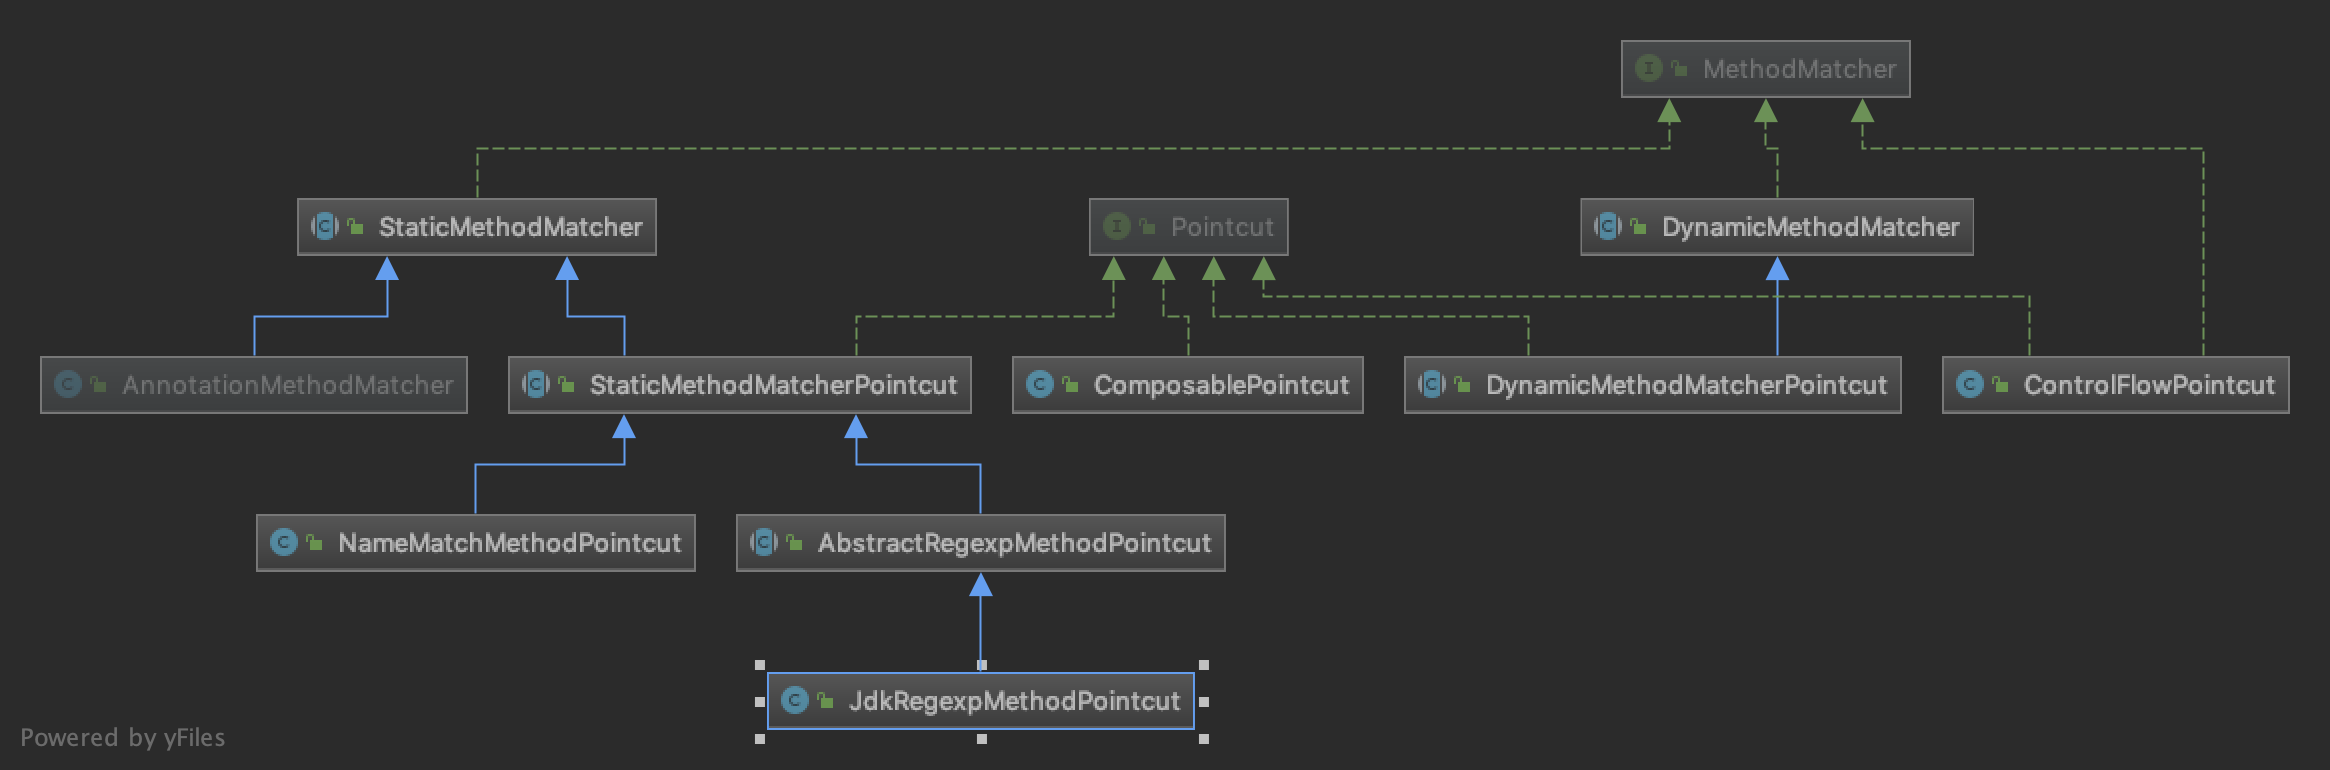 MethodMatcher
StaticMethodMatcher
Pointcut
DynamicMethodMatcher
AnnotationMethodMatcher
StaticMethodMatcherPointcut
ComposablePointcut
DynamicMethodMatcherPointcut
ControlFlowPointcut
NameMatchMethodPointcut
AbstractRegexpMethodPointcut
JdkRegexpMethodPointcut
Powered by yFiles